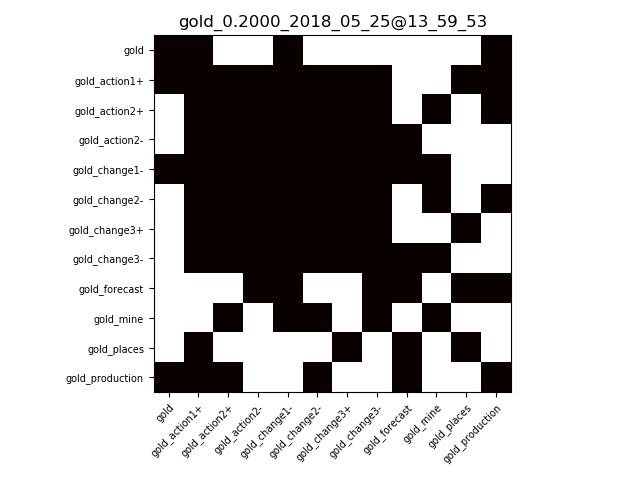 gold_0.2000_2018_05_25@13_59_53
gold
gold_action1+
gold_action2+
gold_action2-
gold_change1-
gold_change2-
gold_change3+
gold_change3-
gold_forecast
gold_mine
gold_places
gold_production
gold
gold_action1+
gold_action2+
gold_action2-
gold_change1-
gold_change2-
gold_change3+
gold_change3-
gold_forecast
gold_mine
gold_places
gold_production